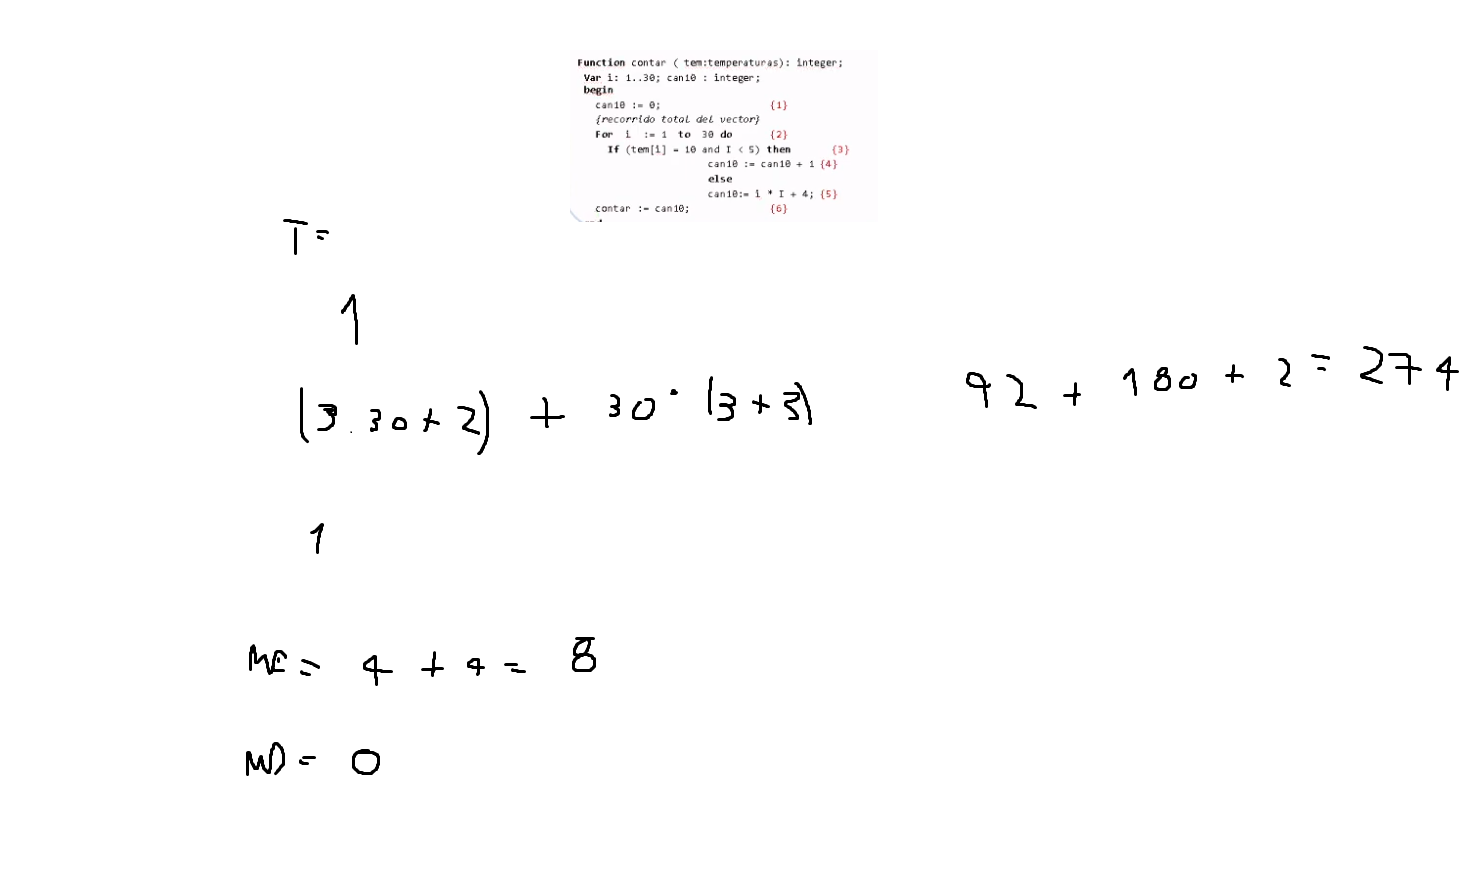 Function contar ( tem:temperaturas): integer;
Var i: 1..30; can10 : integer;
begin
can10 := 0; {1}
{recorrido total del vector}
For i := 1 to 30 do {2}
If (tem[i] = 10 and I < 5) then {3}
can10 := can10 + 1 {4}
else
can10:= i * I + 4; {5}
contar := can10; {6}
T =
1
(3.30+2) + 30 · (3+3) 92 + 180 + 2 = 274
1
ME = 4 + 4 = 8
MD = 0